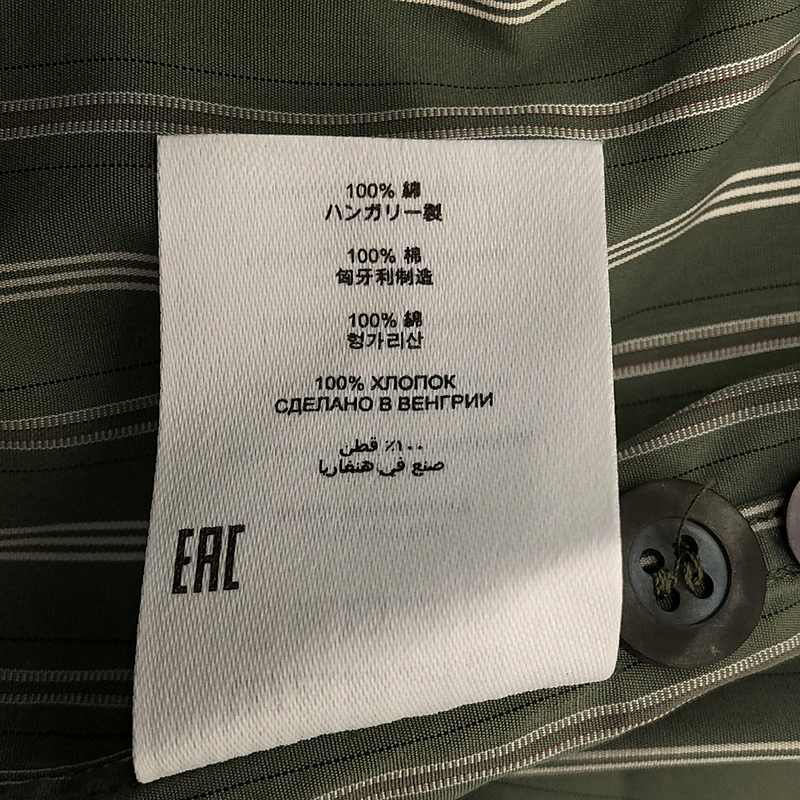 100% 綿
ハンガリー製
100% 棉
匈牙利制造
100% 綿
헝가리산
100% ХЛОПОК
СДЕЛАНО В ВЕНГРИИ
١٠٠٪ قطن
صنع في هنغاريا
EAC